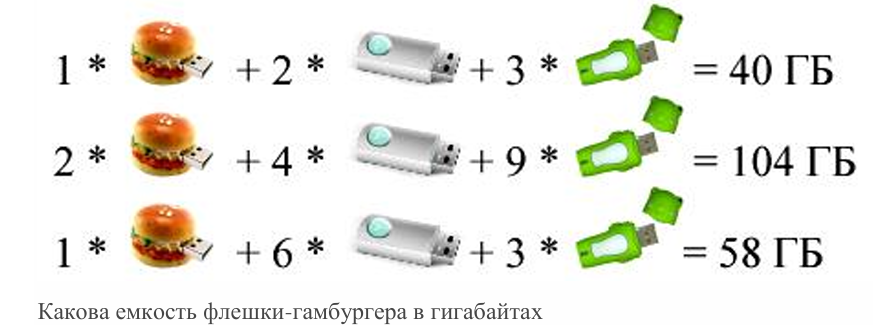 1 * + 2 * + 3 * = 40 ГБ
2 * + 4 * + 9 * = 104 ГБ
1 * + 6 * + 3 * = 58 ГБ
Какова емкость флешки-гамбургера в гигабайтах